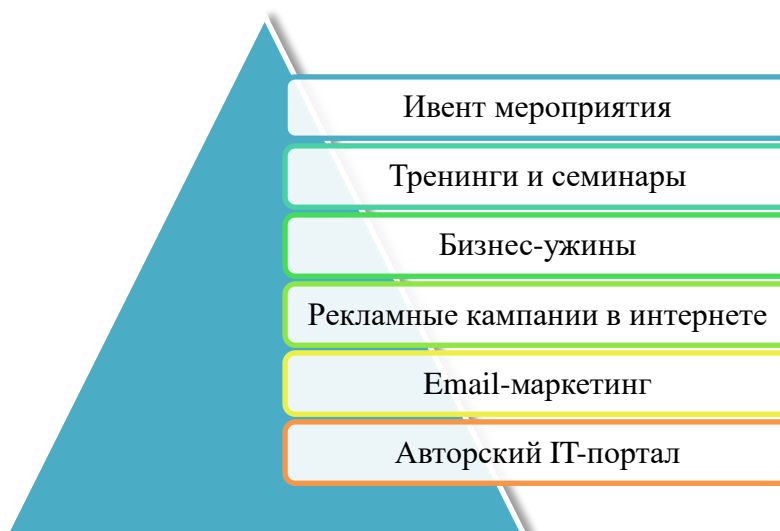 Ивент мероприятия
Тренинги и семинары
Бизнес-ужины
Рекламные кампании в интернете
Email-маркетинг
Авторский IT-портал